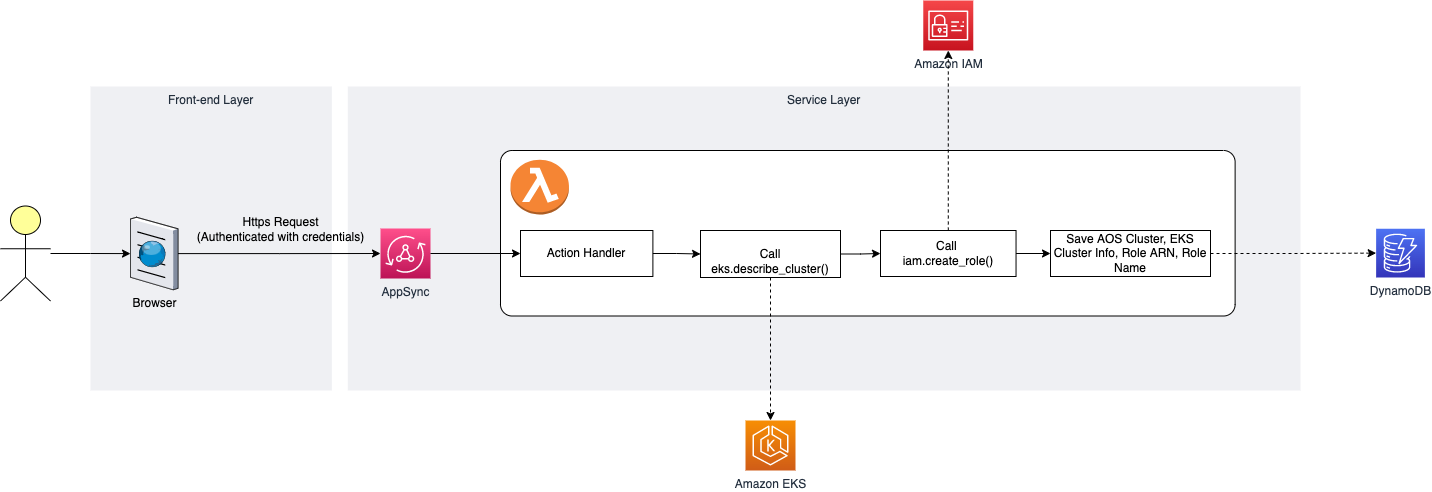 Amazon IAM
Front-end Layer
Service Layer
Https Request
(Authenticated with credentials)
Browser
AppSync
λ
Action Handler
Call
eks.describe_cluster()
Call
iam.create_role()
Save AOS Cluster, EKS
Cluster Info, Role ARN, Role
Name
DynamoDB
K
Amazon EKS